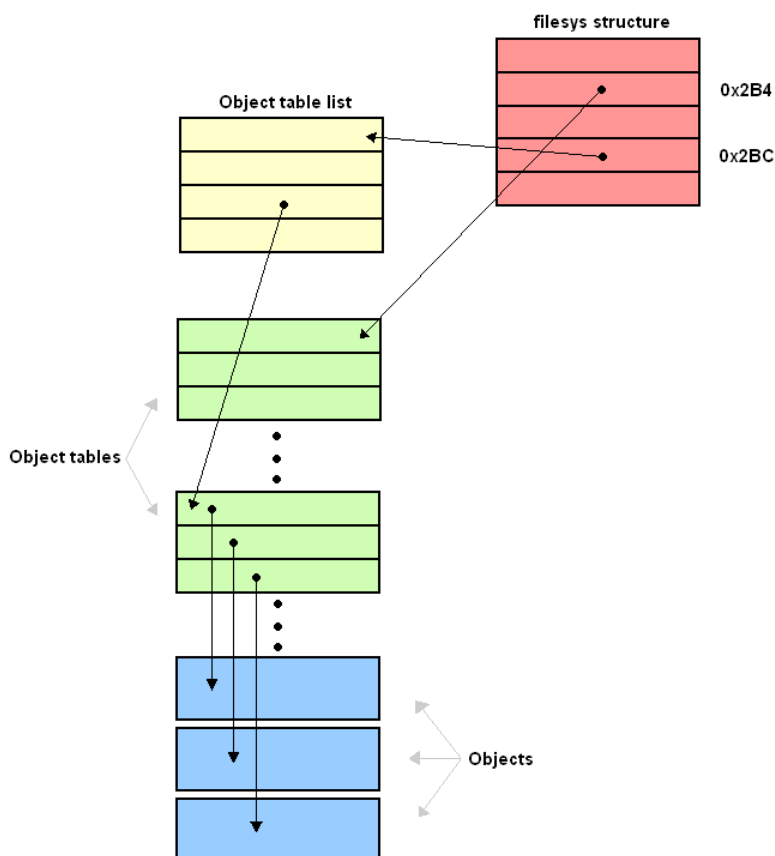 filesys structure
0x2B4
Object table list
0x2BC
Object tables
Objects